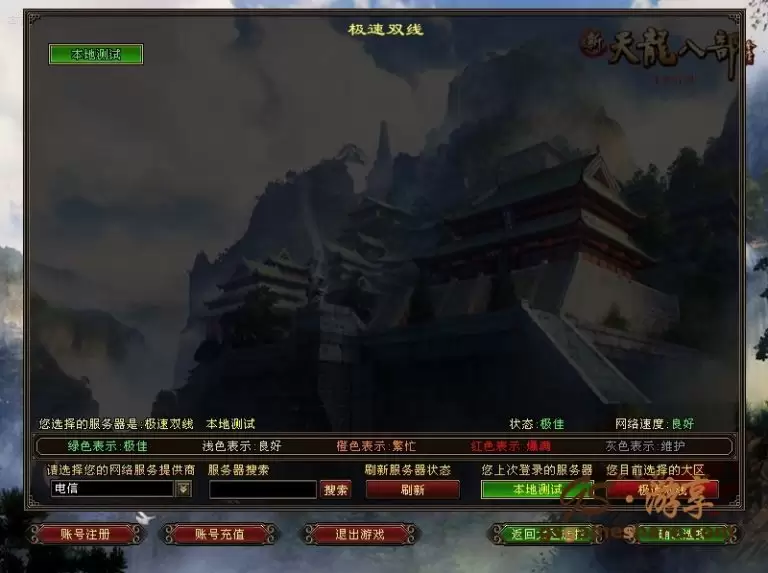 极速双线
本地测试
新天龍八部
您选择的服务器是:极速双线 本地测试 状态:极佳 网络速度:良好
绿色表示:极佳 浅色表示:良好 橙色表示:繁忙 红色表示:爆满 灰色表示:维护
请选择您的网络服务提供商 服务器搜索 刷新服务器状态 您上次登录的服务器 您目前选择的大区
电信 搜索 刷新 本地测试 极速双线
账号注册 账号充值 退出游戏 返回
游享